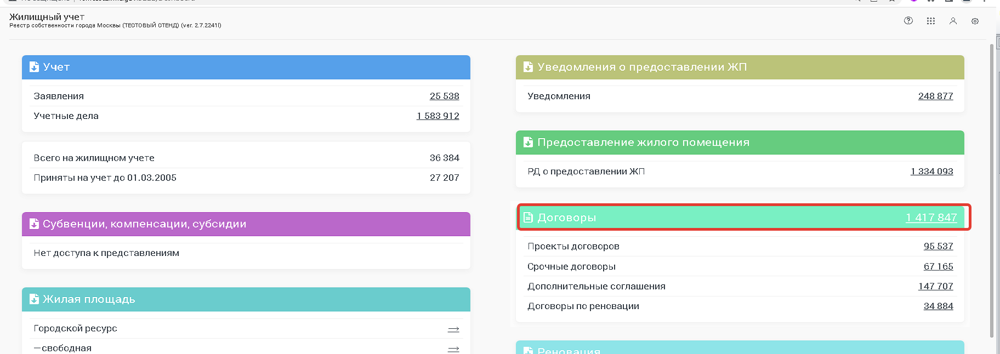 Жилищный учет
Реестр собственности города Москвы (ТЕСТОВЫЙ СТЕНД) (ver. 2.7.2241l)
Учет
Заявления 25 538
Учетные дела 1 583 912
Всего на жилищном учете 36 384
Приняты на учет до 01.03.2005 27 207
Субвенции, компенсации, субсидии
Нет доступа к представлениям
Жилая площадь
Городской ресурс
—свободная
Уведомления о предоставлении ЖП
Уведомления 248 877
Предоставление жилого помещения
РД о предоставлении ЖП 1 334 093
Договоры 1 417 847
Проекты договоров 95 537
Срочные договоры 67 165
Дополнительные соглашения 147 707
Договоры по реновации 34 884
Реновация